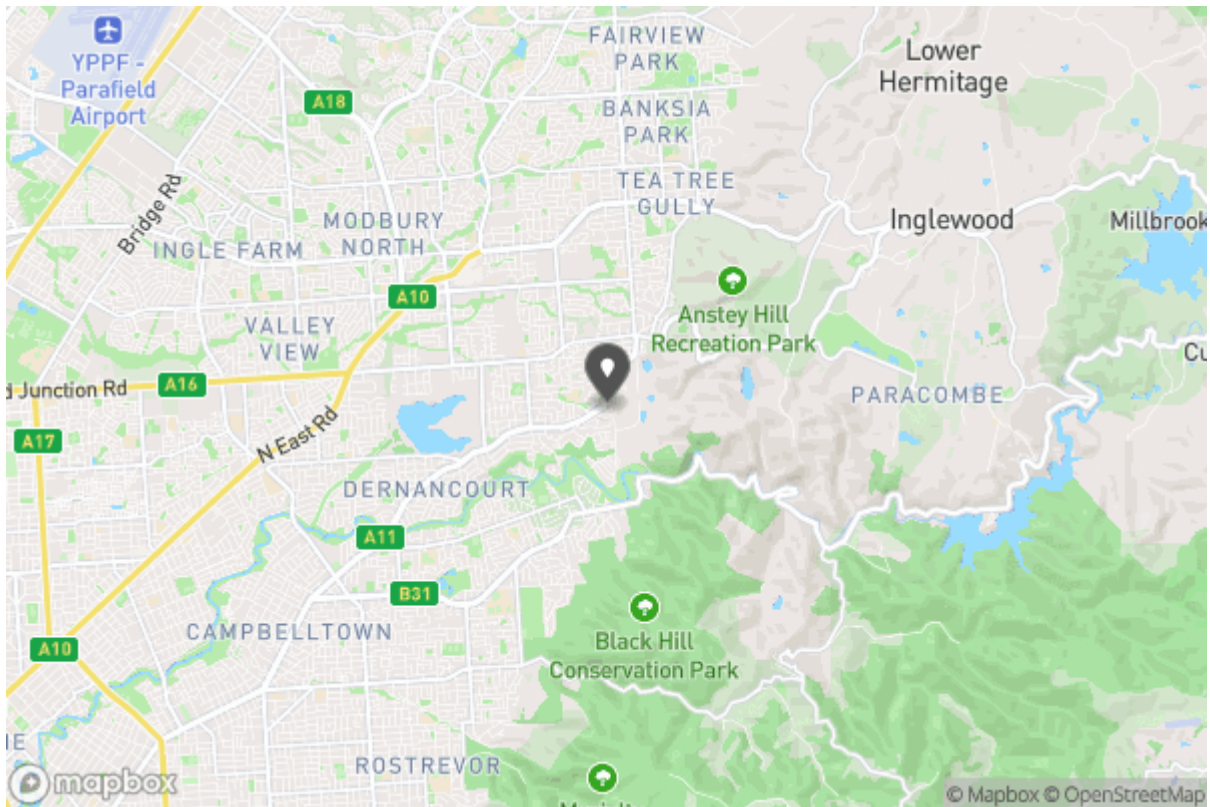 FAIRVIEW
PARK
Lower
Hermitage
YPPF -
Parafield
Airport
A18
BANKSIA
PARK
TEA TREE
GULLY
Bridge Rd
MODBURY
NORTH
INGLE FARM
Inglewood
Millbrook
A10
Anstey Hill
Recreation Park
VALLEY
VIEW
Cu
A16
d Junction Rd
PARACOMBE
A17
N East Rd
DERNANCOURT
A11
B31
CAMPBELLTOWN
A10
Black Hill
Conservation Park
NE
ROSTREVOR
mapbox
© Mapbox © OpenStreetMap